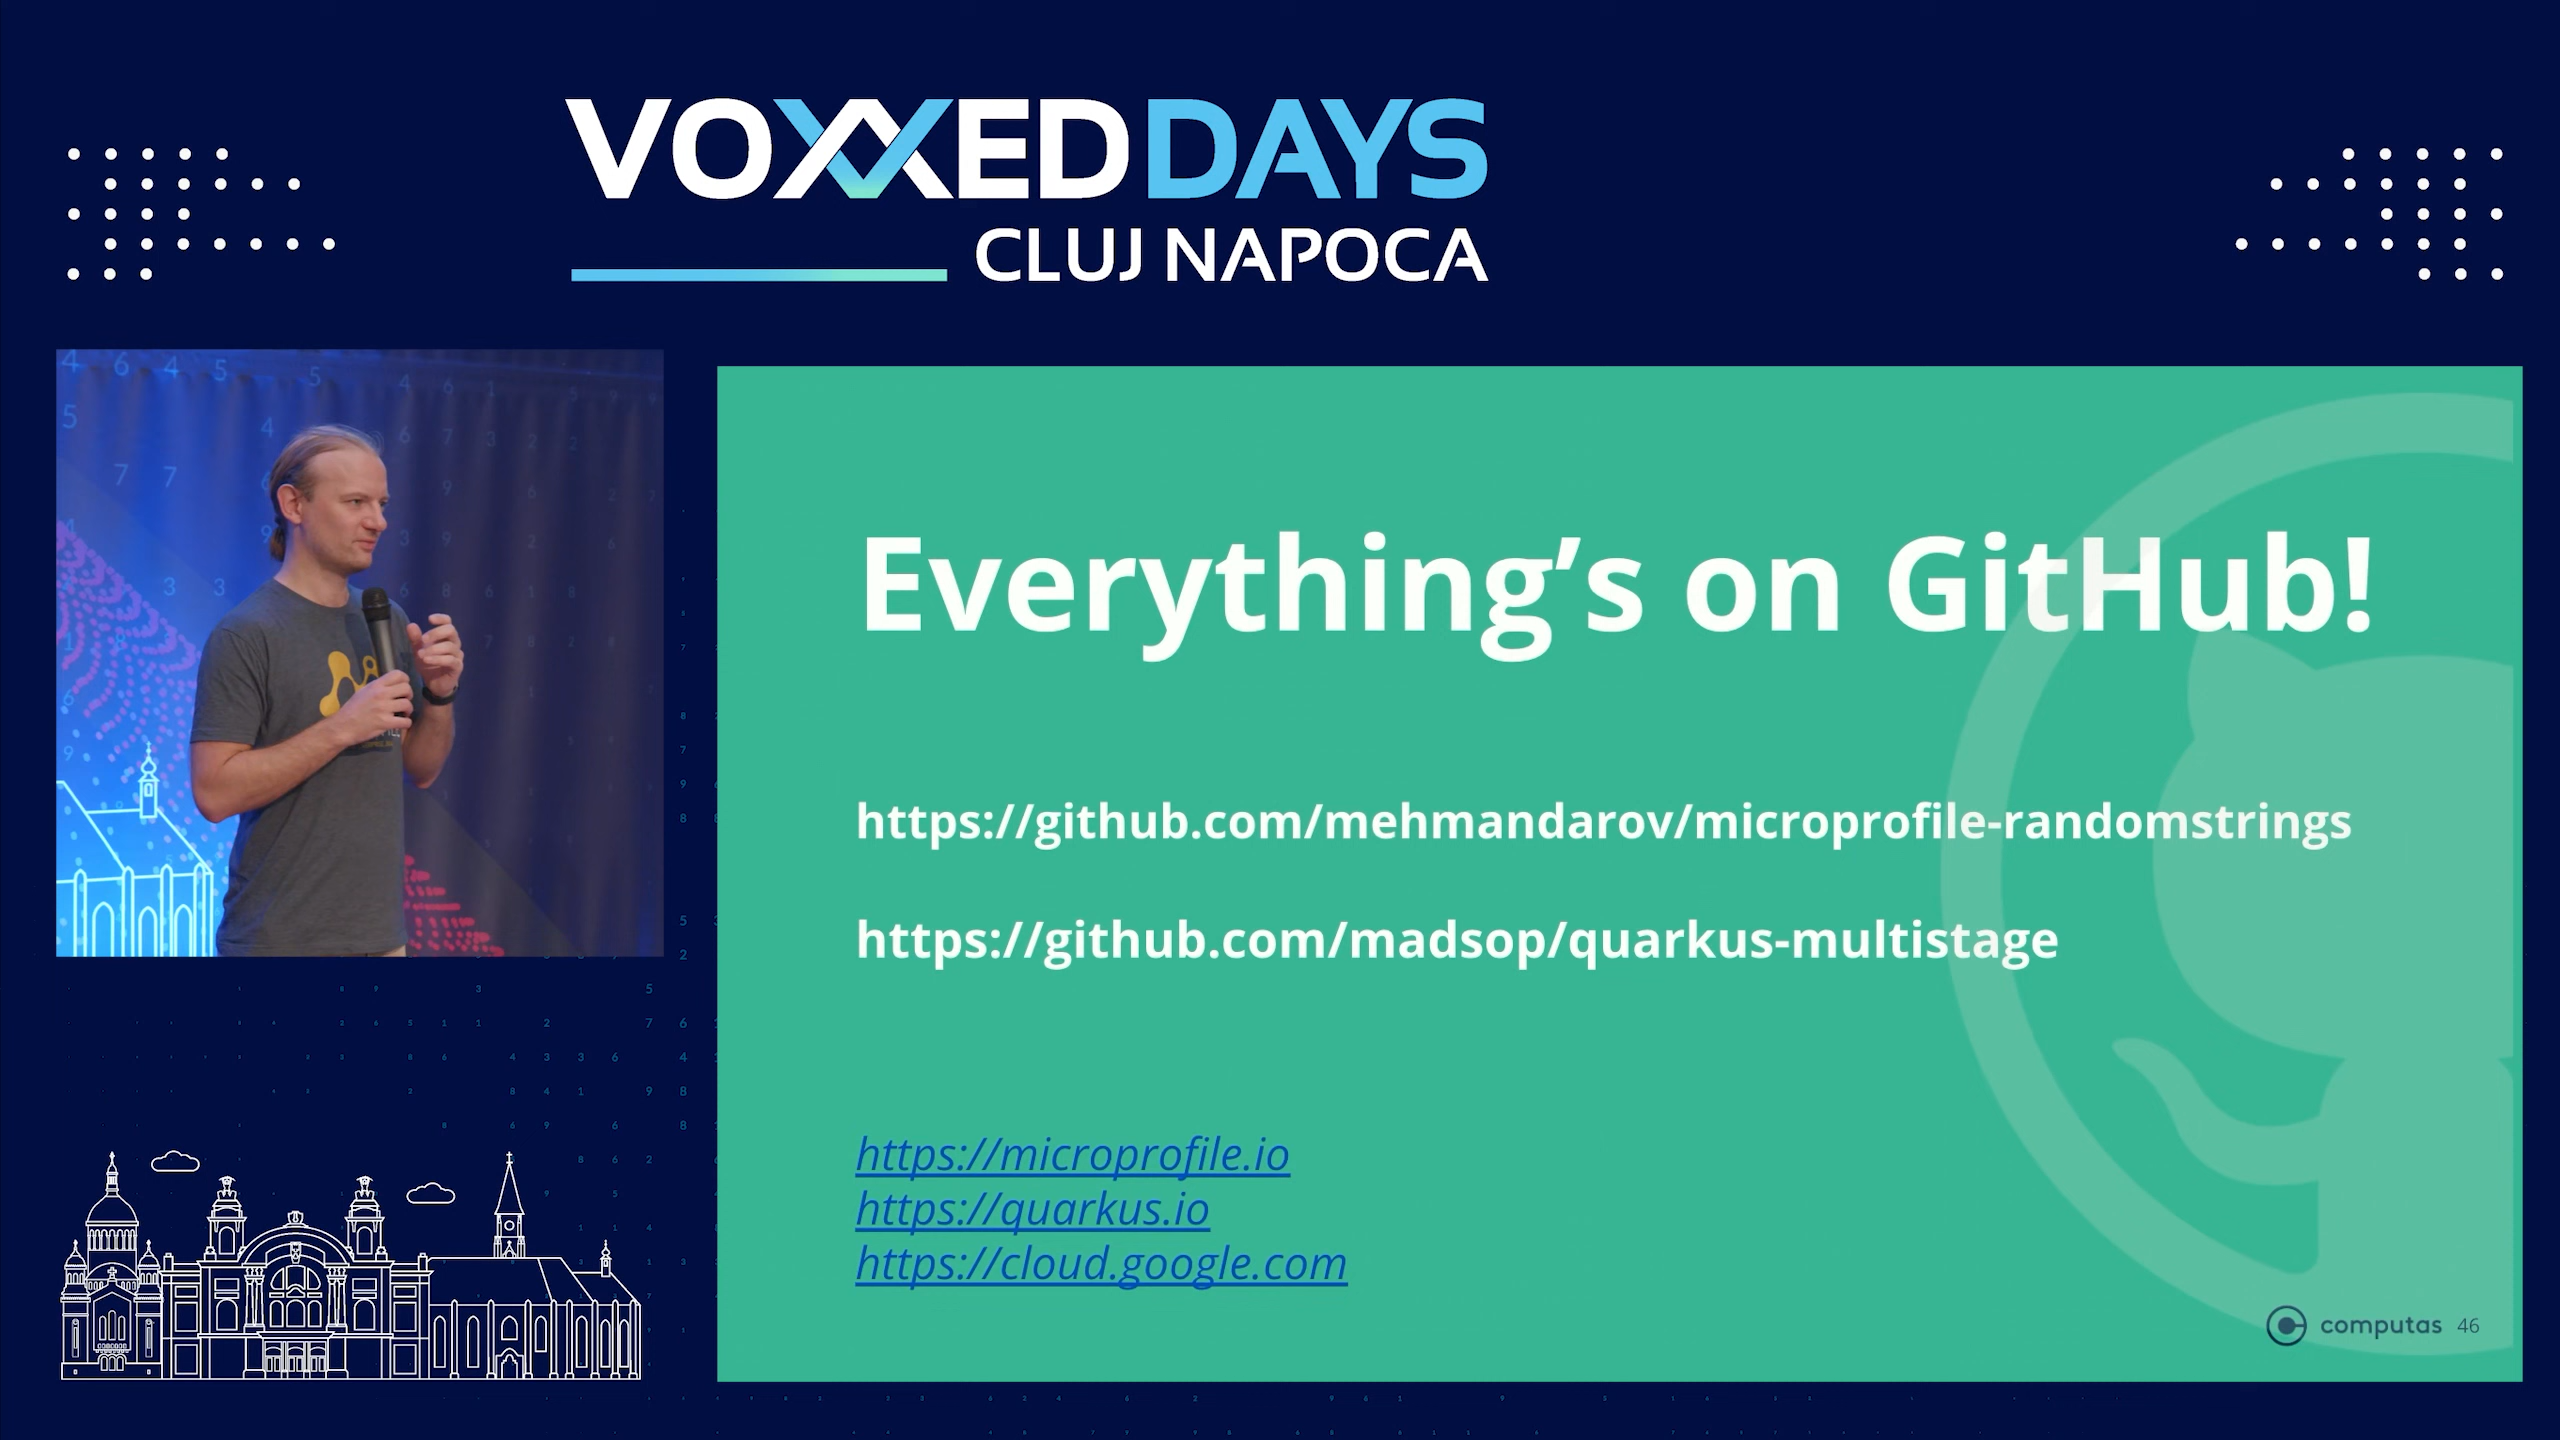 VOXXED DAYS
CLUJ NAPOCA
Everything’s on GitHub!
https://github.com/mehmandarov/microprofile-randomstrings
https://github.com/madsop/quarkus-multistage
https://microprofile.io
https://quarkus.io
https://cloud.google.com
computas 46